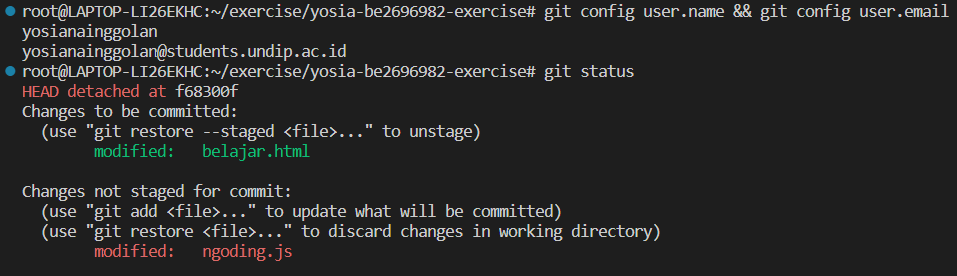 root@LAPTOP-LI26EKHC:~/exercise/yosia-be2696982-exercise# git config user.name && git config user.email
yosianainggolan
yosianainggolan@students.undip.ac.id
root@LAPTOP-LI26EKHC:~/exercise/yosia-be2696982-exercise# git status
HEAD detached at f68300f
Changes to be committed:
  (use "git restore --staged <file>..." to unstage)
        modified:   belajar.html

Changes not staged for commit:
  (use "git add <file>..." to update what will be committed)
  (use "git restore <file>..." to discard changes in working directory)
        modified:   ngoding.js